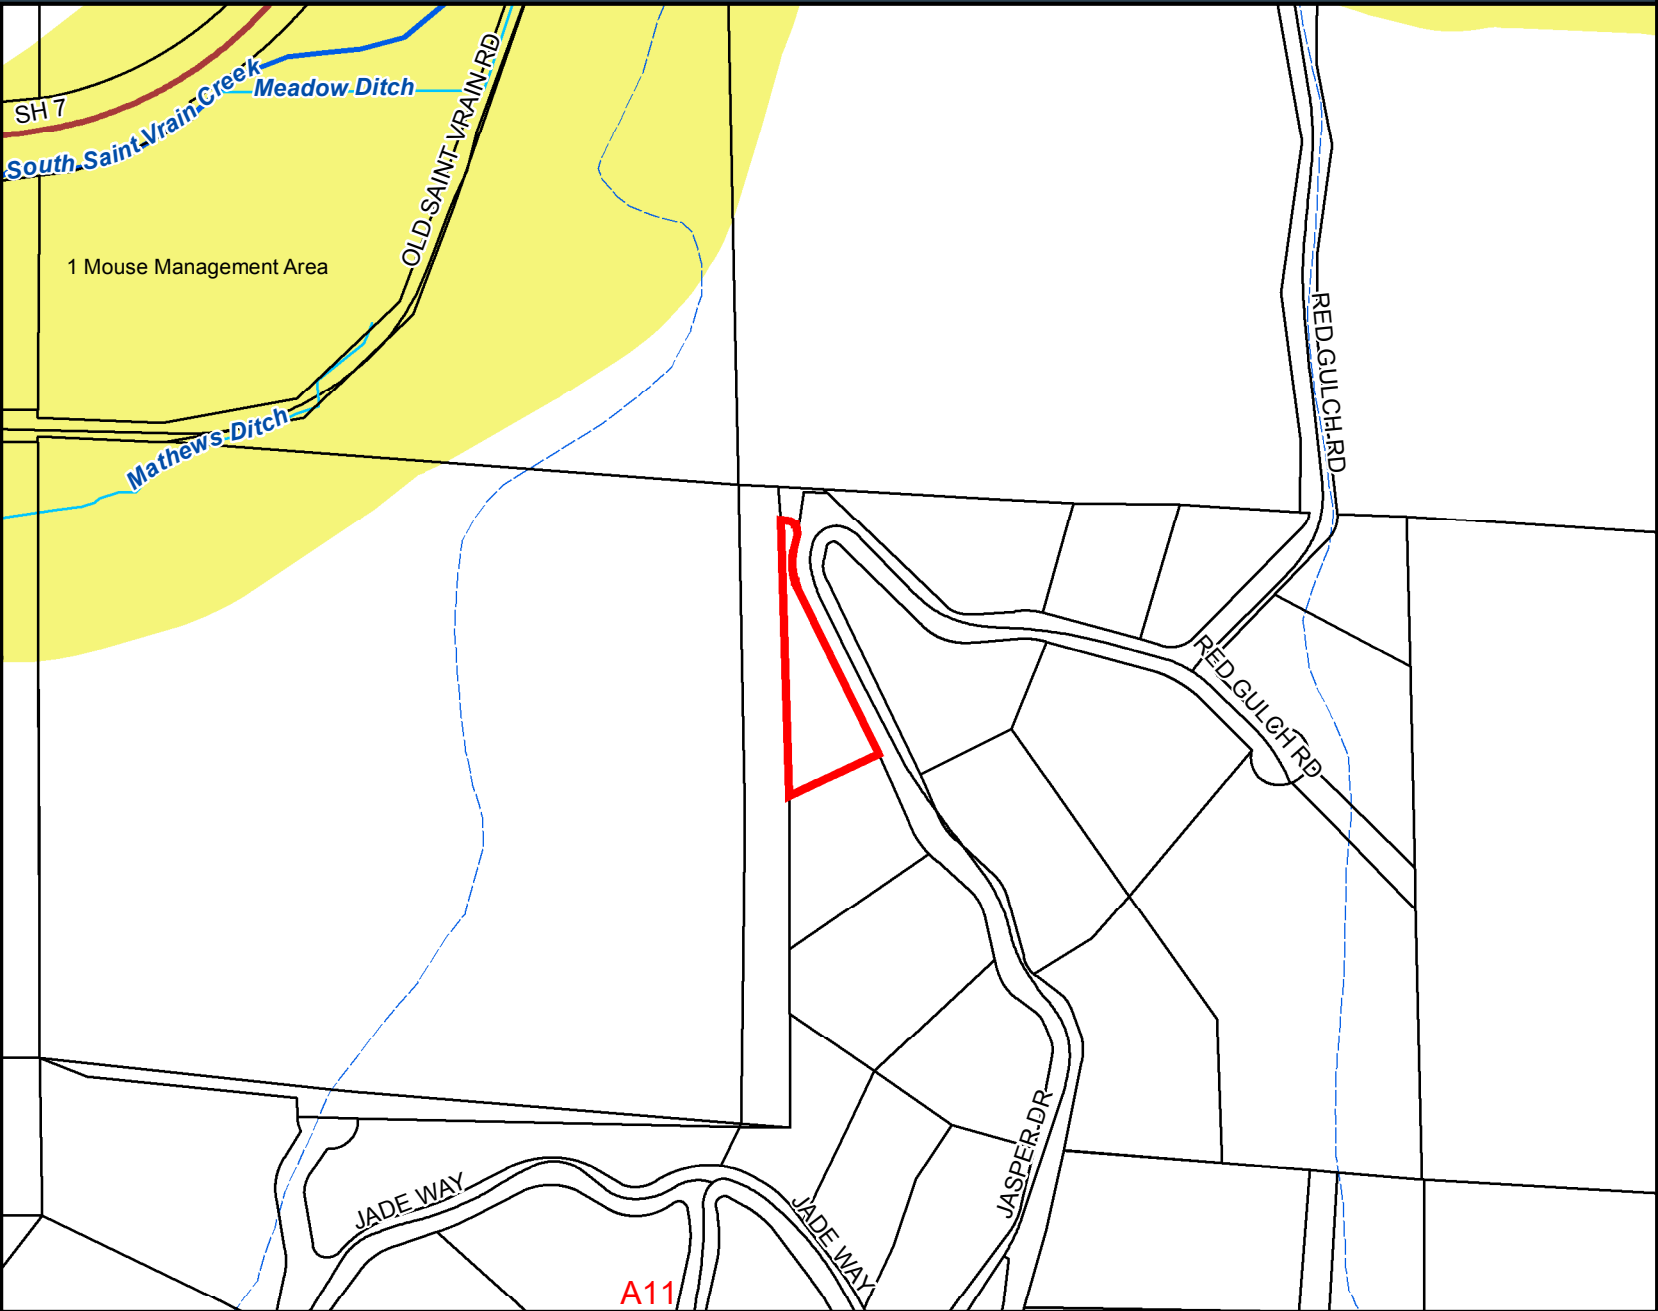 SH 7
South Saint Vrain Creek
Meadow Ditch
OLD SAINT VRAIN RD
1 Mouse Management Area
RED GULCH RD
Mathews Ditch
RED GULCH RD
JASPER DR
JADE WAY
JADE WAY
A11